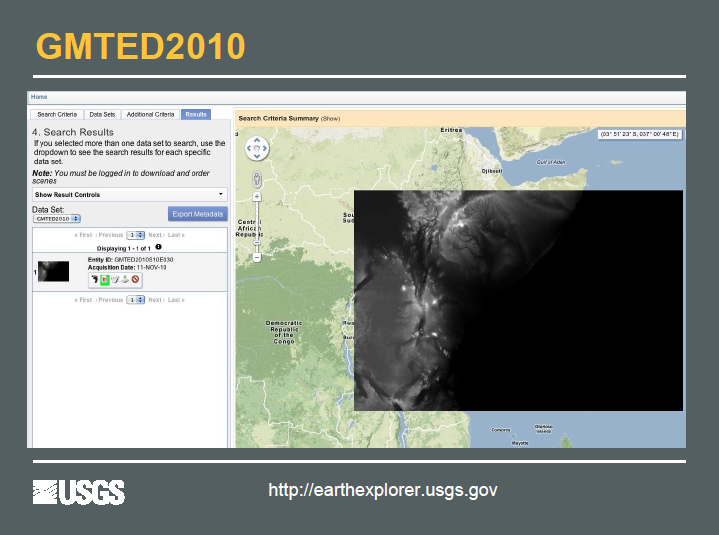 GMTED2010
Home
Search Criteria
Data Sets
Additional Criteria
Results
4. Search Results
If you selected more than one data set to search, use the
dropdown to see the search results for each specific
data set.
Note: You must be logged in to download and order
scenes
Show Result Controls
Data Set:
GMTED2010
Export Metadata
« First ‹ Previous 1 Next › Last »
Displaying 1 - 1 of 1
1
Entity ID: GMTED2010S10E030
Acquisition Date: 11-NOV-10
« First ‹ Previous 1 Next › Last »
Search Criteria Summary (Show)
(03° 51' 23" S, 037° 00' 48" E)
Eritrea
Gulf of Aden
Djibouti
Sou
Sud
Central
African
Republic
Democratic
Republic
of the
Congo
Rwa
Buru
Comoros
Mayotte
Glorioso
Islands
USGS
http://earthexplorer.usgs.gov